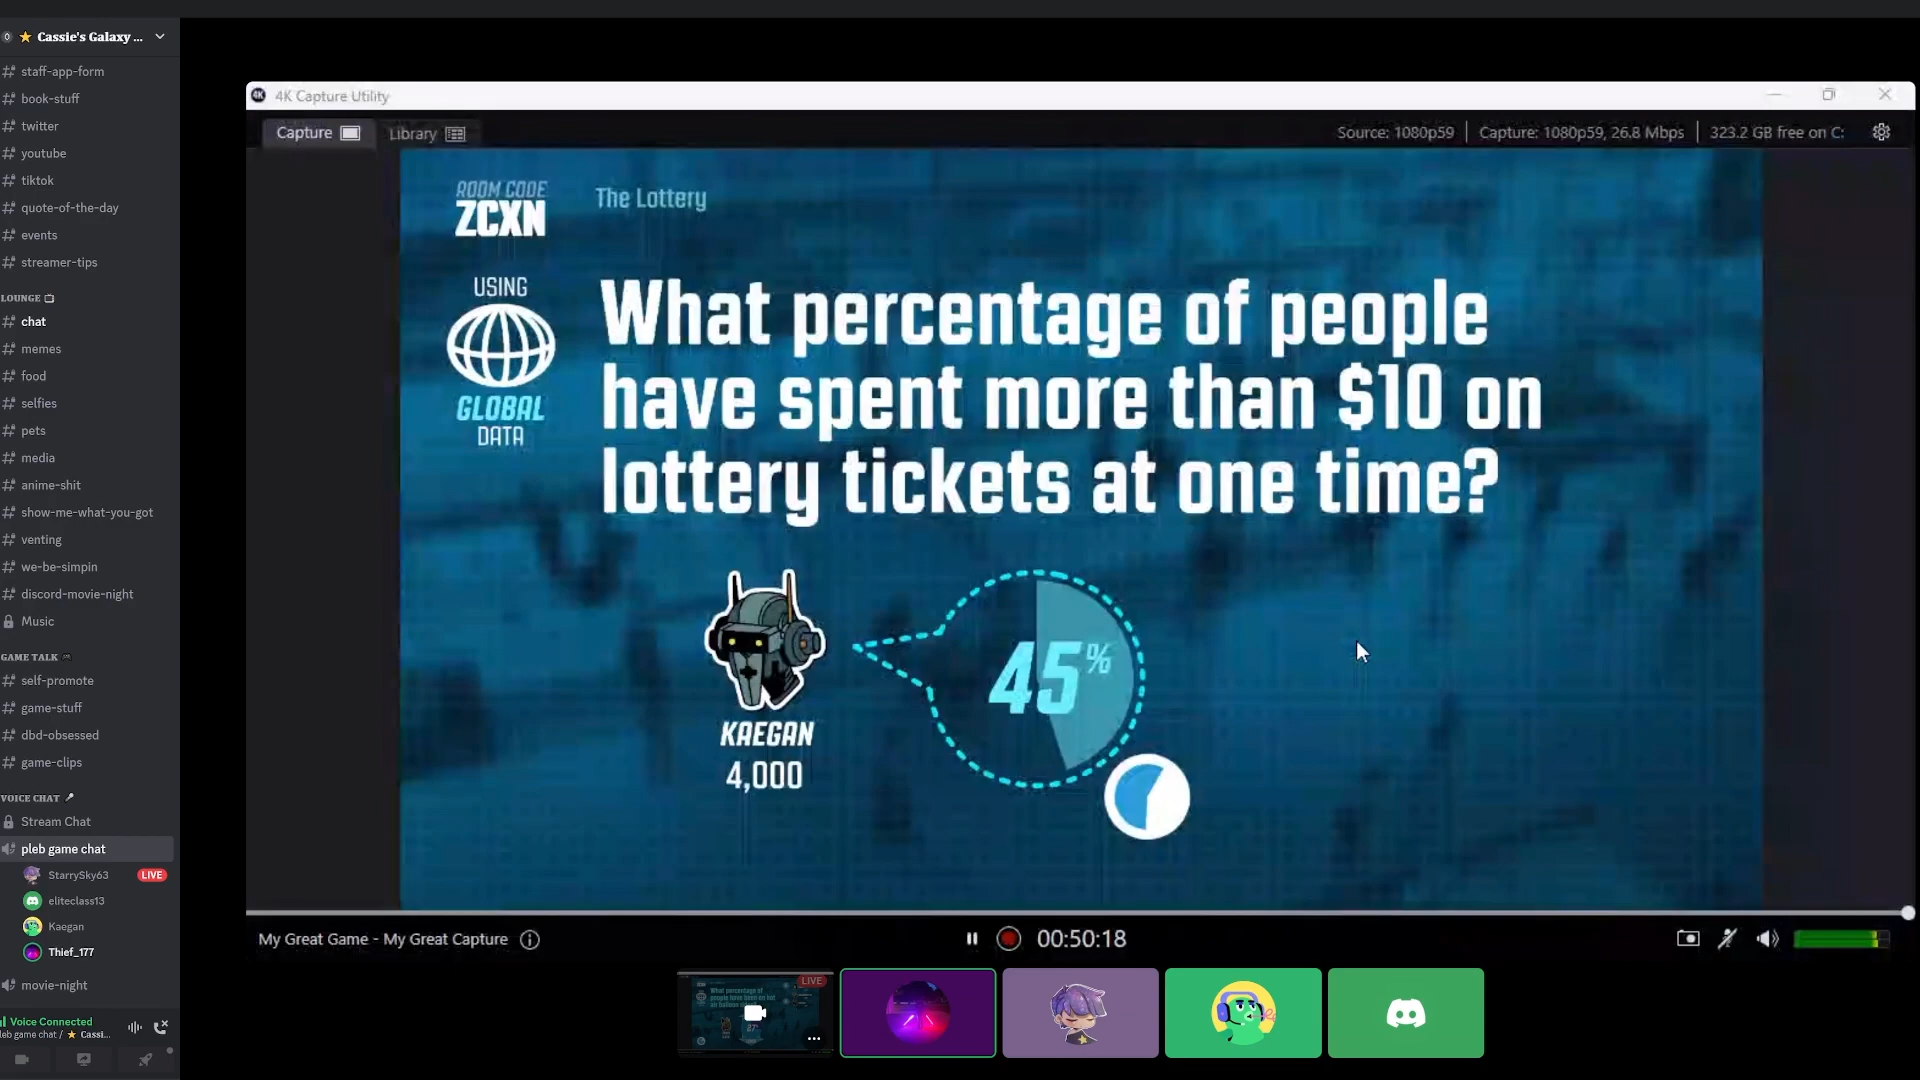 Cassie's Galaxy ...
staff-app-form
book-stuff
twitter
youtube
tiktok
quote-of-the-day
events
streamer-tips
LOUNGE
chat
memes
food
selfies
pets
media
anime-shit
show-me-what-you-got
venting
we-be-simpin
discord-movie-night
Music
GAME TALK
self-promote
game-stuff
dbd-obsessed
game-clips
VOICE CHAT
Stream Chat
pleb game chat
StarrySky63 LIVE
eliteclass13
Kaegan
Thief_177
movie-night
Voice Connected
leb game chat / Cassi...
4K Capture Utility
Capture Library Source: 1080p59 Capture: 1080p59, 26.8 Mbps 323.2 GB free on C:
ROOM CODE
ZCXN
The Lottery
USING
GLOBAL
DATA
What percentage of people
have spent more than $10 on
lottery tickets at one time?
45%
KAEGAN
4,000
My Great Game - My Great Capture 00:50:18
LIVE